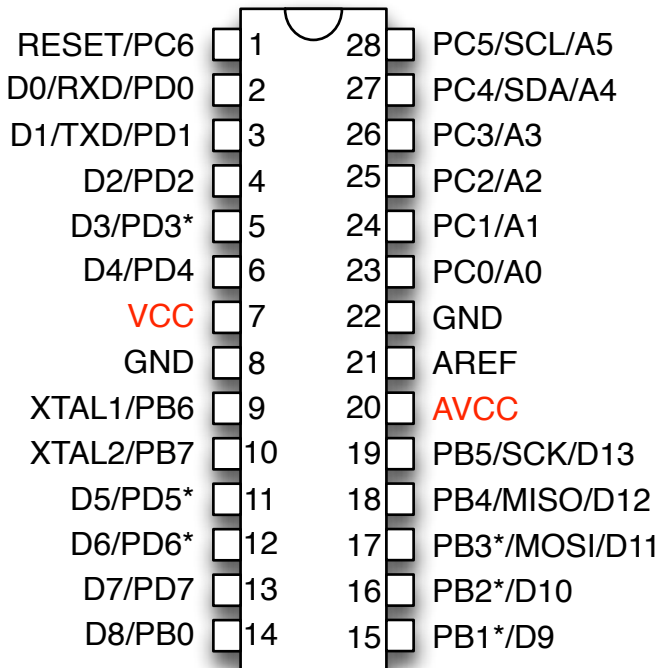 RESET/PC6 1 28 PC5/SCL/A5
D0/RXD/PD0 2 27 PC4/SDA/A4
D1/TXD/PD1 3 26 PC3/A3
D2/PD2 4 25 PC2/A2
D3/PD3* 5 24 PC1/A1
D4/PD4 6 23 PC0/A0
VCC 7 22 GND
GND 8 21 AREF
XTAL1/PB6 9 20 AVCC
XTAL2/PB7 10 19 PB5/SCK/D13
D5/PD5* 11 18 PB4/MISO/D12
D6/PD6* 12 17 PB3*/MOSI/D11
D7/PD7 13 16 PB2*/D10
D8/PB0 14 15 PB1*/D9